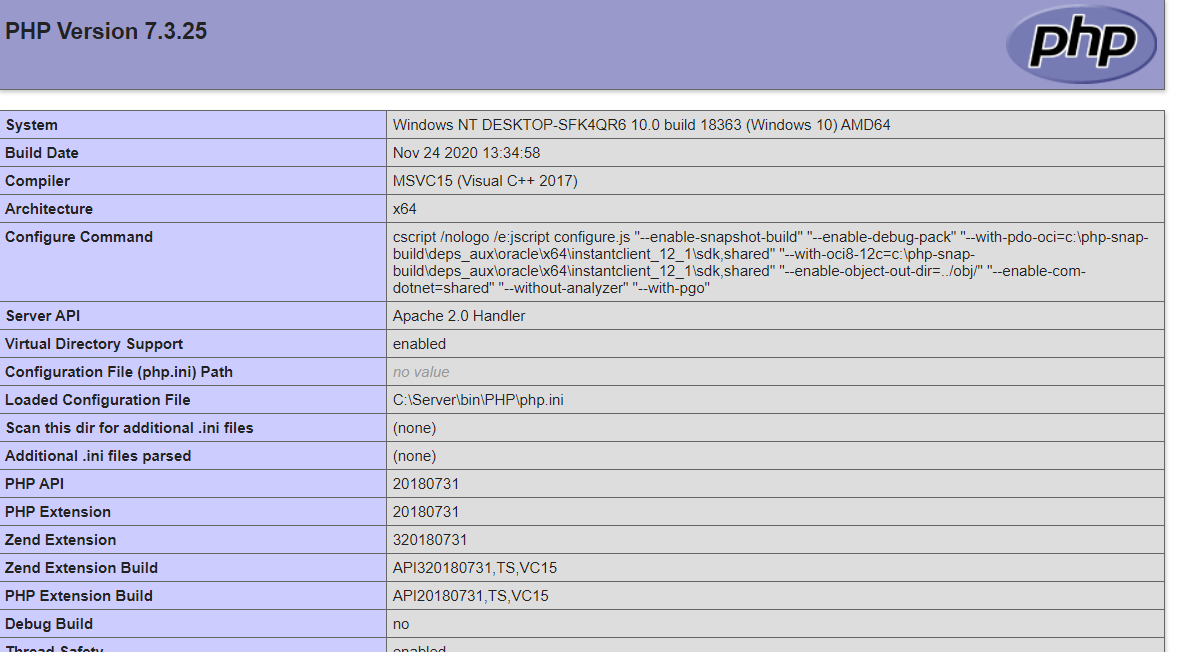 PHP Version 7.3.25
php
System Windows NT DESKTOP-SFK4QR6 10.0 build 18363 (Windows 10) AMD64
Build Date Nov 24 2020 13:34:58
Compiler MSVC15 (Visual C++ 2017)
Architecture x64
Configure Command cscript /nologo /e:jscript configure.js "--enable-snapshot-build" "--enable-debug-pack" "--with-pdo-oci=c:\php-snap-
build\deps_aux\oracle\x64\instantclient_12_1\sdk,shared" "--with-oci8-12c=c:\php-snap-
build\deps_aux\oracle\x64\instantclient_12_1\sdk,shared" "--enable-object-out-dir=../obj/" "--enable-com-
dotnet=shared" "--without-analyzer" "--with-pgo"
Server API Apache 2.0 Handler
Virtual Directory Support enabled
Configuration File (php.ini) Path no value
Loaded Configuration File C:\Server\bin\PHP\php.ini
Scan this dir for additional .ini files (none)
Additional .ini files parsed (none)
PHP API 20180731
PHP Extension 20180731
Zend Extension 320180731
Zend Extension Build API320180731,TS,VC15
PHP Extension Build API20180731,TS,VC15
Debug Build no
Thread Safety enabled